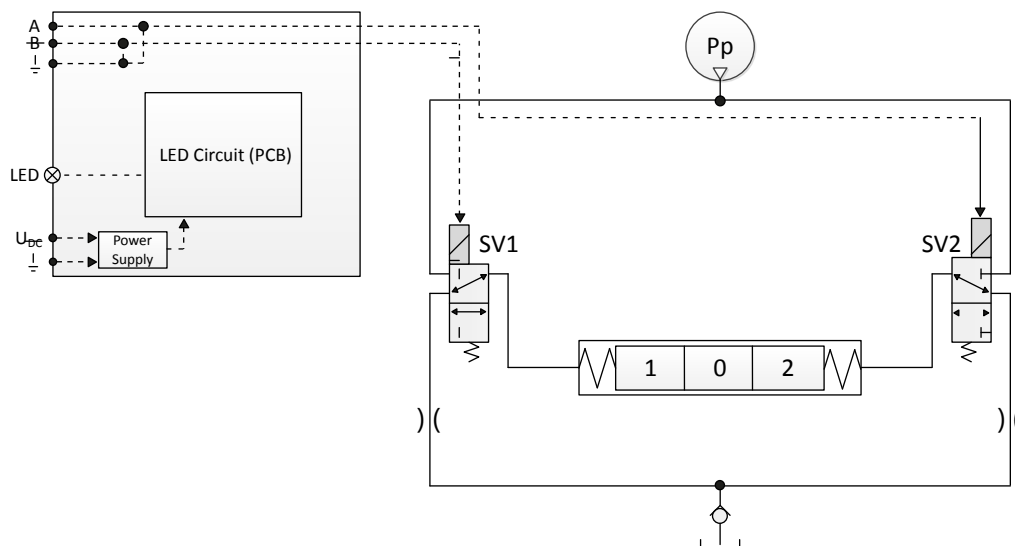 A
B
LED
LED Circuit (PCB)
U_DC
Power
Supply
Pp
SV1
SV2
1 0 2